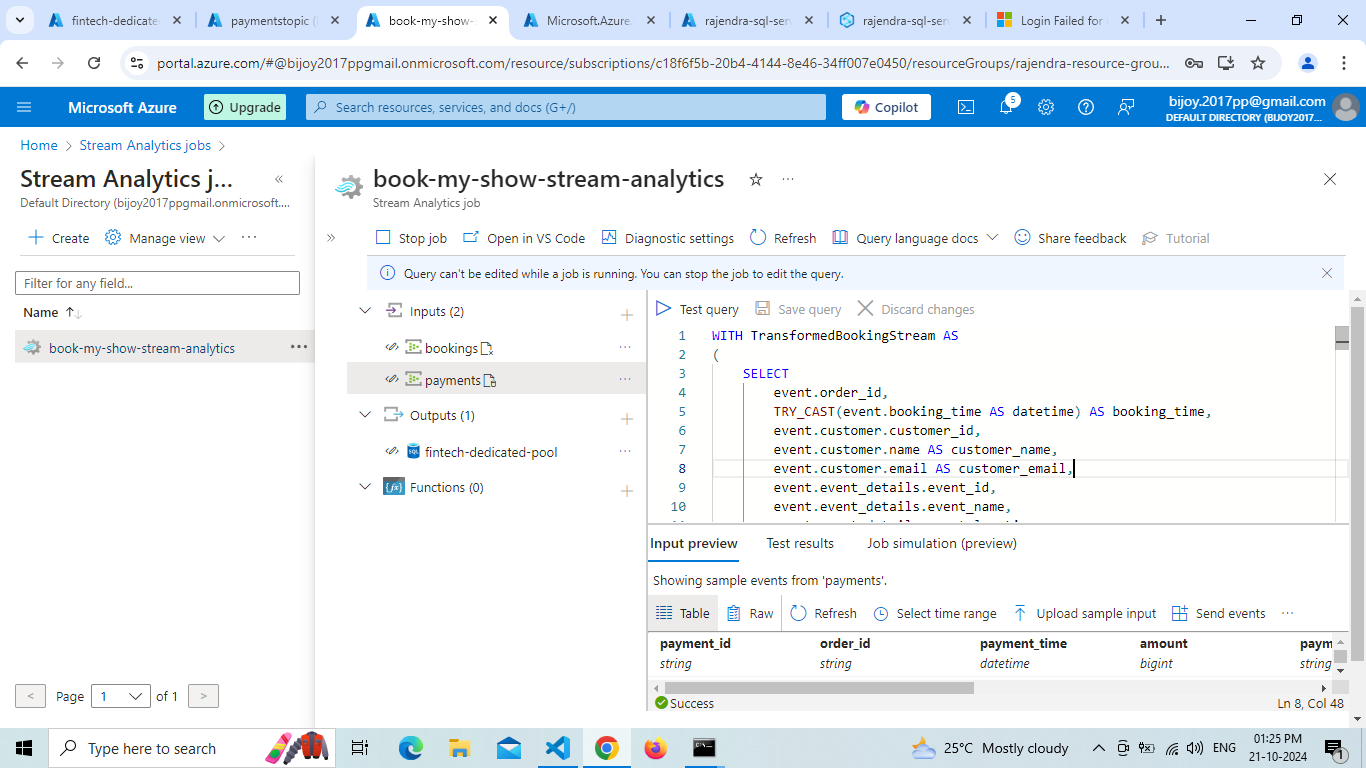 fintech-dedicate
paymentstopic (
book-my-show-
Microsoft.Azure.
rajendra-sql-ser
rajendra-sql-ser
Login Failed for
portal.azure.com/#@bijoy2017ppgmail.onmicrosoft.com/resource/subscriptions/c18f6f5b-20b4-4144-8e46-34ff007e0450/resourceGroups/rajendra-resource-grou...
Microsoft Azure
Upgrade
Search resources, services, and docs (G+/)
Copilot
5
bijoy.2017pp@gmail.com
DEFAULT DIRECTORY (BIJOY2017...
Home > Stream Analytics jobs >
Stream Analytics j...
Default Directory (bijoy2017ppgmail.onmicrosoft....
Create
Manage view
Filter for any field...
Name
book-my-show-stream-analytics
Page 1 of 1
book-my-show-stream-analytics
Stream Analytics job
Stop job
Open in VS Code
Diagnostic settings
Refresh
Query language docs
Share feedback
Tutorial
Query can't be edited while a job is running. You can stop the job to edit the query.
Inputs (2)
bookings
payments
Outputs (1)
fintech-dedicated-pool
Functions (0)
Test query
Save query
Discard changes
1 WITH TransformedBookingStream AS
2 (
3 SELECT
4 event.order_id,
5 TRY_CAST(event.booking_time AS datetime) AS booking_time,
6 event.customer.customer_id,
7 event.customer.name AS customer_name,
8 event.customer.email AS customer_email,
9 event.event_details.event_id,
10 event.event_details.event_name,
Input preview
Test results
Job simulation (preview)
Showing sample events from 'payments'.
Table
Raw
Refresh
Select time range
Upload sample input
Send events
payment_id order_id payment_time amount paym
string string datetime bigint string
Success
Ln 8, Col 48
Type here to search
25°C Mostly cloudy
ENG
01:25 PM
21-10-2024
1